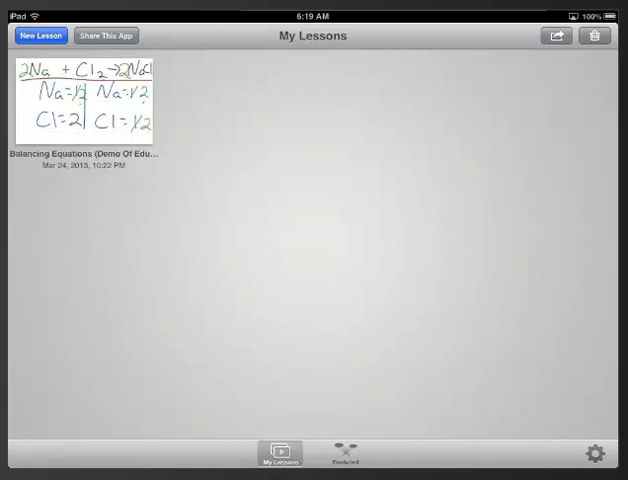 iPad 6:19 AM 100%
New Lesson Share This App My Lessons
2Na + Cl2 → 2NaCl
Na=1/2 Na=1/2
Cl=2 Cl=1/2
Balancing Equations (Demo Of Edu...
Mar 24, 2013, 10:22 PM
My Lessons Featured